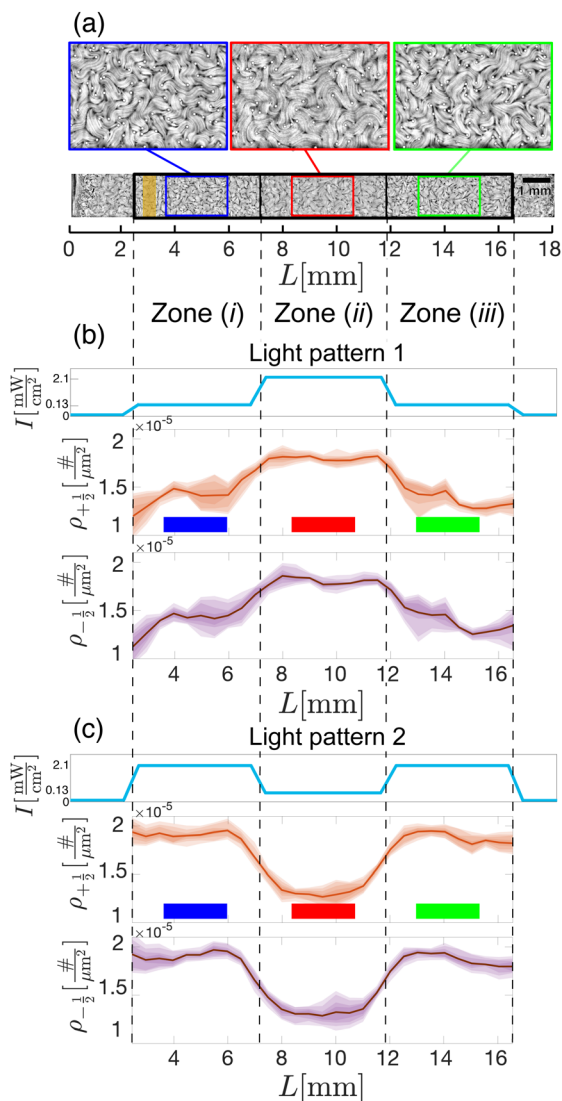 (a)
1 mm
0 2 4 6 8 10 12 14 16 18
L[mm]
Zone (i) Zone (ii) Zone (iii)
(b)
Light pattern 1
I[mW/cm²]
2.1
0.13
0
×10⁻⁵
ρ+½[#/μm²]
2
1.5
1
×10⁻⁵
ρ−½[#/μm²]
2
1.5
1
4 6 8 10 12 14 16
L[mm]
(c)
Light pattern 2
I[mW/cm²]
2.1
0.13
0
×10⁻⁵
ρ+½[#/μm²]
2
1.5
1
×10⁻⁵
ρ−½[#/μm²]
2
1.5
1
4 6 8 10 12 14 16
L[mm]